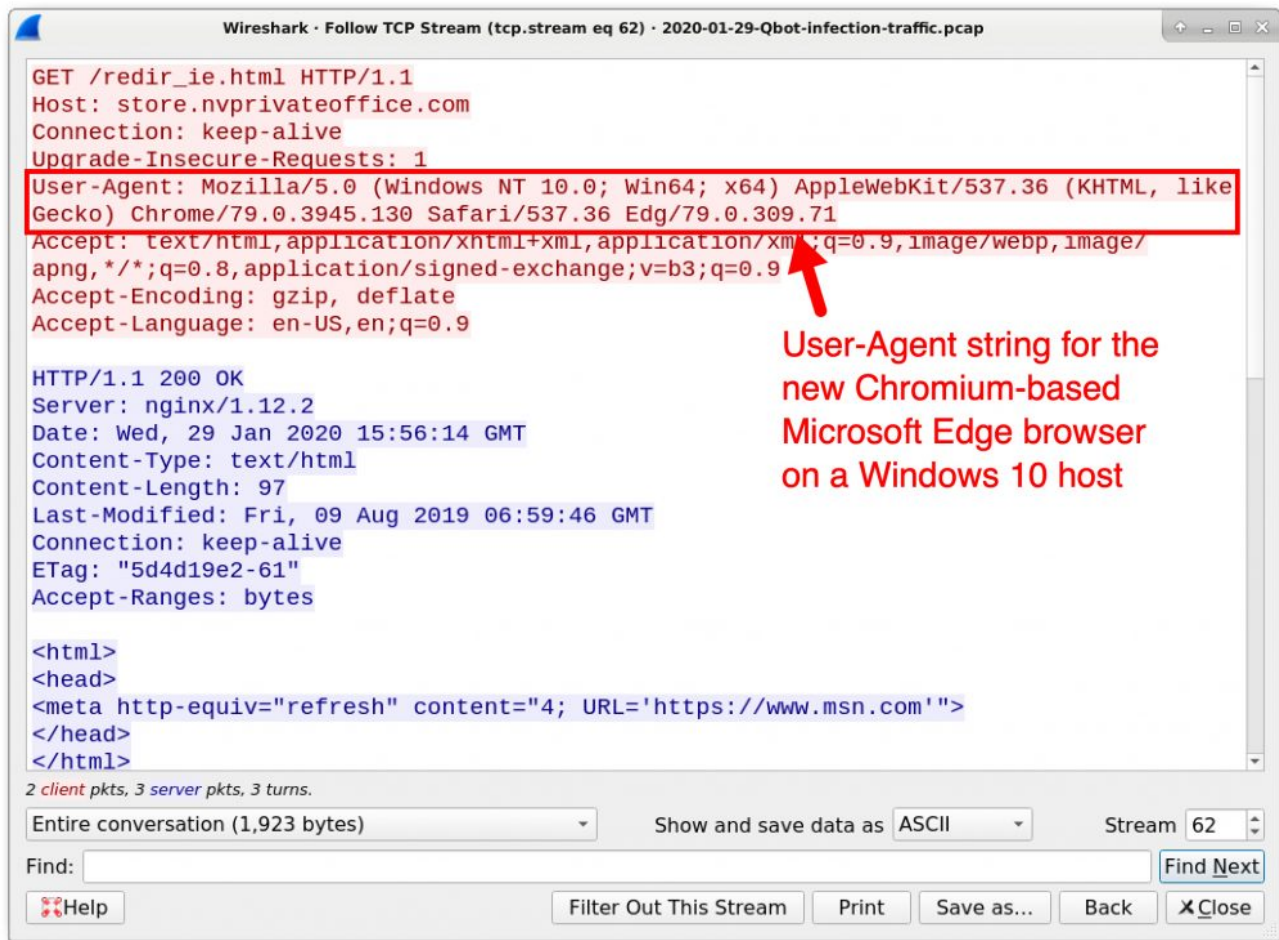 Wireshark · Follow TCP Stream (tcp.stream eq 62) · 2020-01-29-Qbot-infection-traffic.pcap
GET /redir_ie.html HTTP/1.1
Host: store.nvprivateoffice.com
Connection: keep-alive
Upgrade-Insecure-Requests: 1
User-Agent: Mozilla/5.0 (Windows NT 10.0; Win64; x64) AppleWebKit/537.36 (KHTML, like
Gecko) Chrome/79.0.3945.130 Safari/537.36 Edg/79.0.309.71
Accept: text/html,application/xhtml+xml,application/xml;q=0.9,image/webp,image/
apng,*/*;q=0.8,application/signed-exchange;v=b3;q=0.9
Accept-Encoding: gzip, deflate
Accept-Language: en-US,en;q=0.9
User-Agent string for the
new Chromium-based
Microsoft Edge browser
on a Windows 10 host
HTTP/1.1 200 OK
Server: nginx/1.12.2
Date: Wed, 29 Jan 2020 15:56:14 GMT
Content-Type: text/html
Content-Length: 97
Last-Modified: Fri, 09 Aug 2019 06:59:46 GMT
Connection: keep-alive
ETag: "5d4d19e2-61"
Accept-Ranges: bytes
<html>
<head>
<meta http-equiv="refresh" content="4; URL='https://www.msn.com'">
</head>
</html>
2 client pkts, 3 server pkts, 3 turns.
Entire conversation (1,923 bytes) Show and save data as ASCII Stream 62
Find: Find Next
Help Filter Out This Stream Print Save as... Back Close